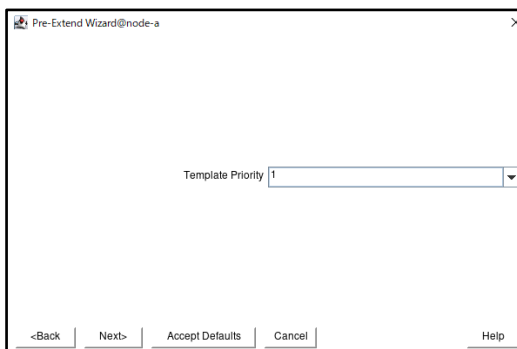 Pre-Extend Wizard@node-a
Template Priority 1
<Back Next> Accept Defaults Cancel Help